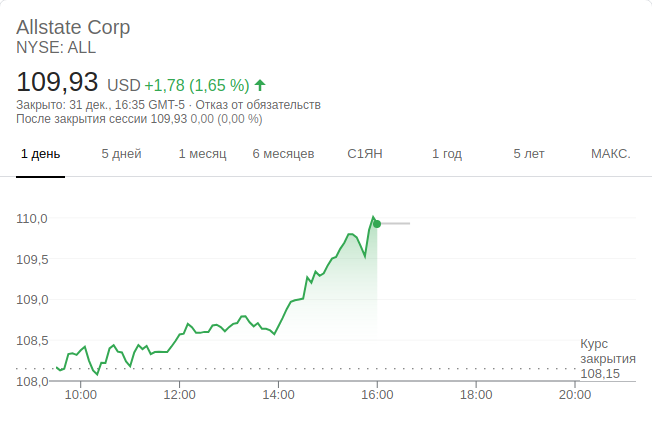 Allstate Corp
NYSE: ALL
109,93 USD +1,78 (1,65 %)
Закрыто: 31 дек., 16:35 GMT-5 · Отказ от обязательств
После закрытия сессии 109,93 0,00 (0,00 %)
1 день 5 дней 1 месяц 6 месяцев С1ЯН 1 год 5 лет МАКС.
110,0
109,5
109,0
108,5
Курс
закрытия
108,15
108,0
10:00 12:00 14:00 16:00 18:00 20:00